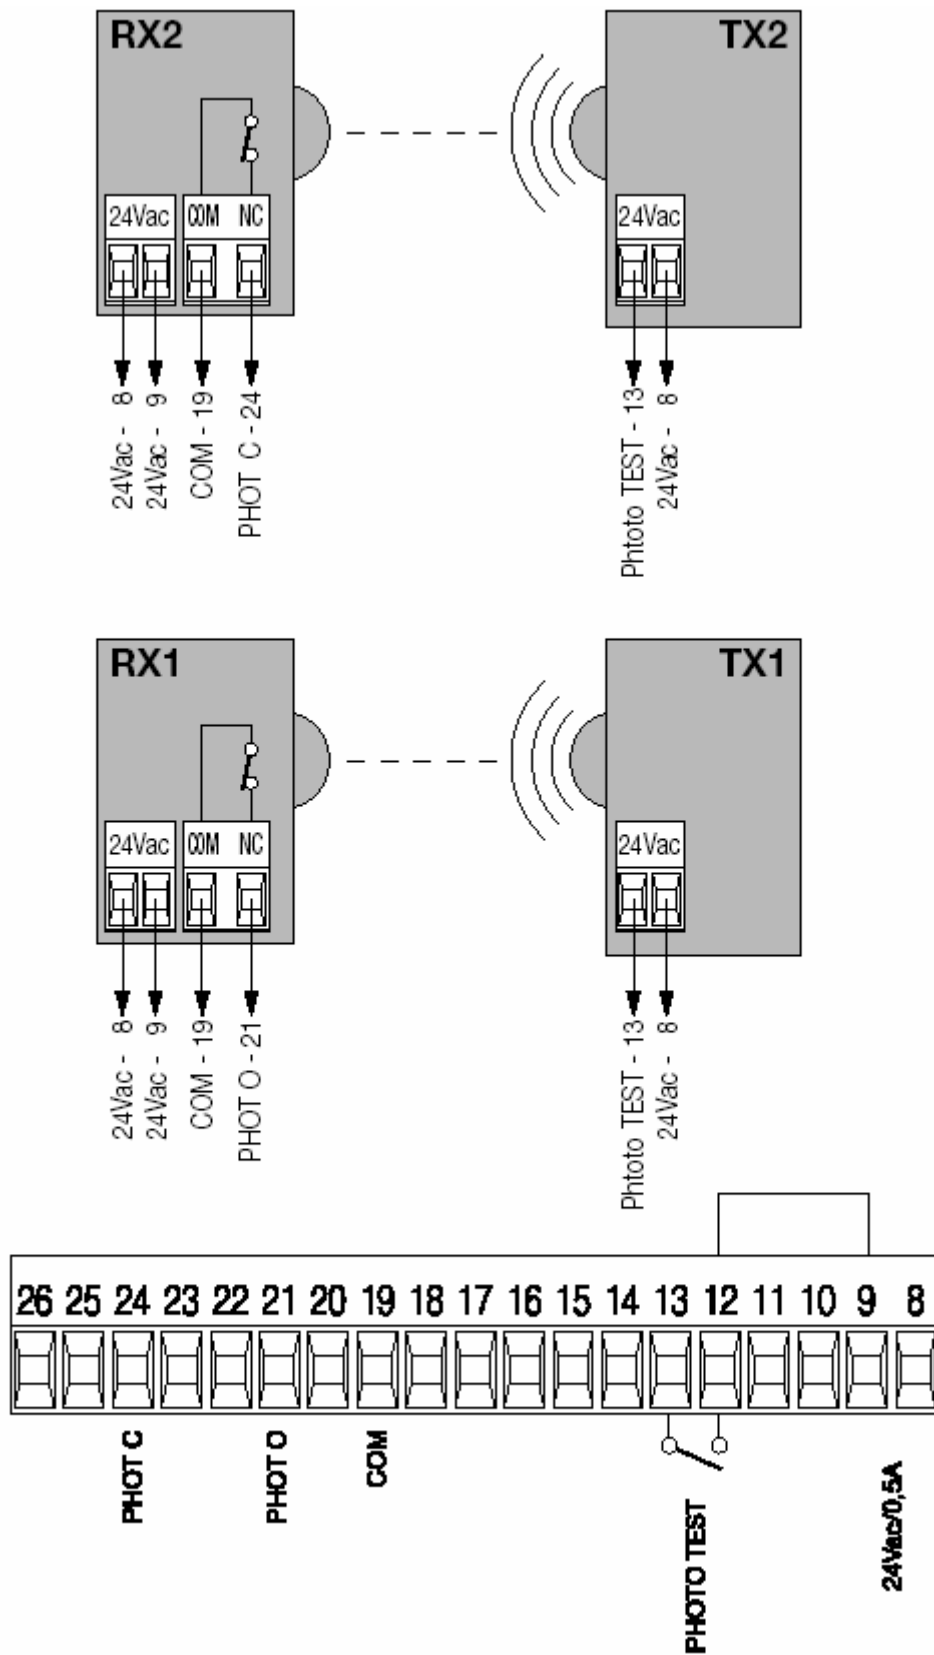 RX2
TX2
24Vac COM NC
24Vac
24Vac - 8
24Vac - 9
COM - 19
PHOT C - 24
Phtoto TEST - 13
24Vac - 8
RX1
TX1
24Vac COM NC
24Vac
24Vac - 8
24Vac - 9
COM - 19
PHOT O - 21
Phtoto TEST - 13
24Vac - 8
26 25 24 23 22 21 20 19 18 17 16 15 14 13 12 11 10 9 8
PHOT C
PHOT O
COM
PHOTO TEST
24Vac/0,5A